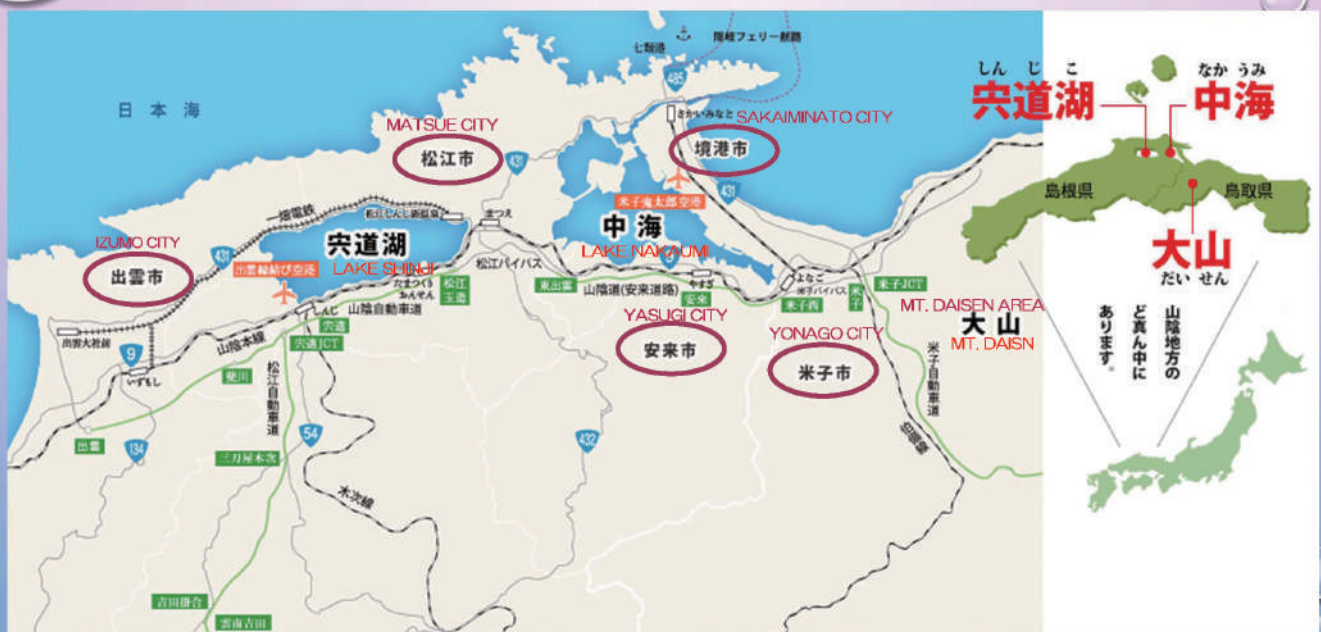 七類港
隠岐フェリー航路
485
日本海
MATSUE CITY
松江市
431
さかいみなと
SAKAIMINATO CITY
境港市
431
米子鬼太郎空港
一畑電鉄
松江しんじ湖温泉
まつえ
宍道湖
LAKE SHINJI
中海
LAKE NAKAUMI
IZUMO CITY
出雲市
431
出雲縁結び空港
たまつくり
おんせん
松江
玉造
松江バイパス
東出雲
山陰道(安来道路)
やすぎ
安来
よなご
米子バイパス
米子西
米子
米子JCT
しんじ
山陰自動車道
宍道
宍道JCT
出雲大社前
9
いずもし
山陰本線
斐川
松江自動車道
YASUGI CITY
安来市
YONAGO CITY
米子市
MT. DAISEN AREA
大山
MT. DAISN
米子自動車道
伯備線
出雲
134
54
432
三刀屋木次
木次線
吉田掛合
雲南吉田
しんじこ
宍道湖
なかうみ
中海
島根県
鳥取県
大山
だいせん
山陰地方の
ど真ん中に
あります。